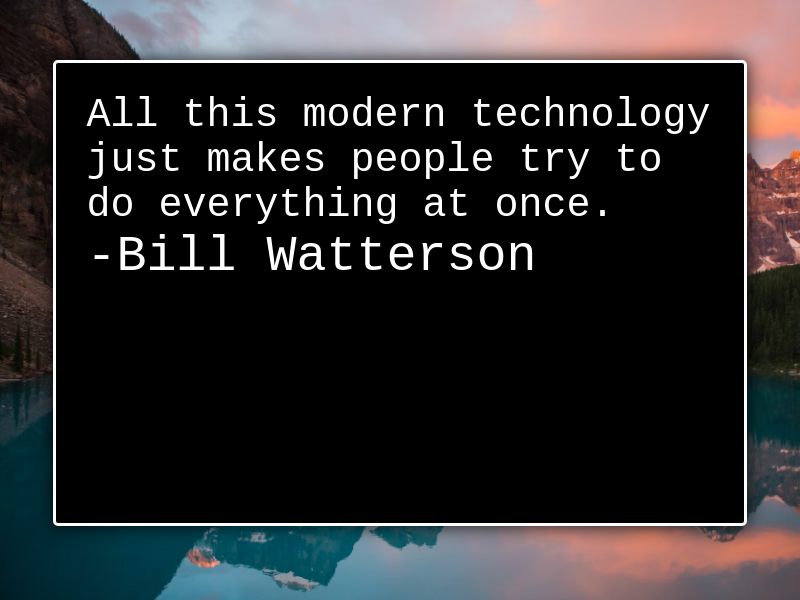 All this modern technology
just makes people try to
do everything at once.
-Bill Watterson